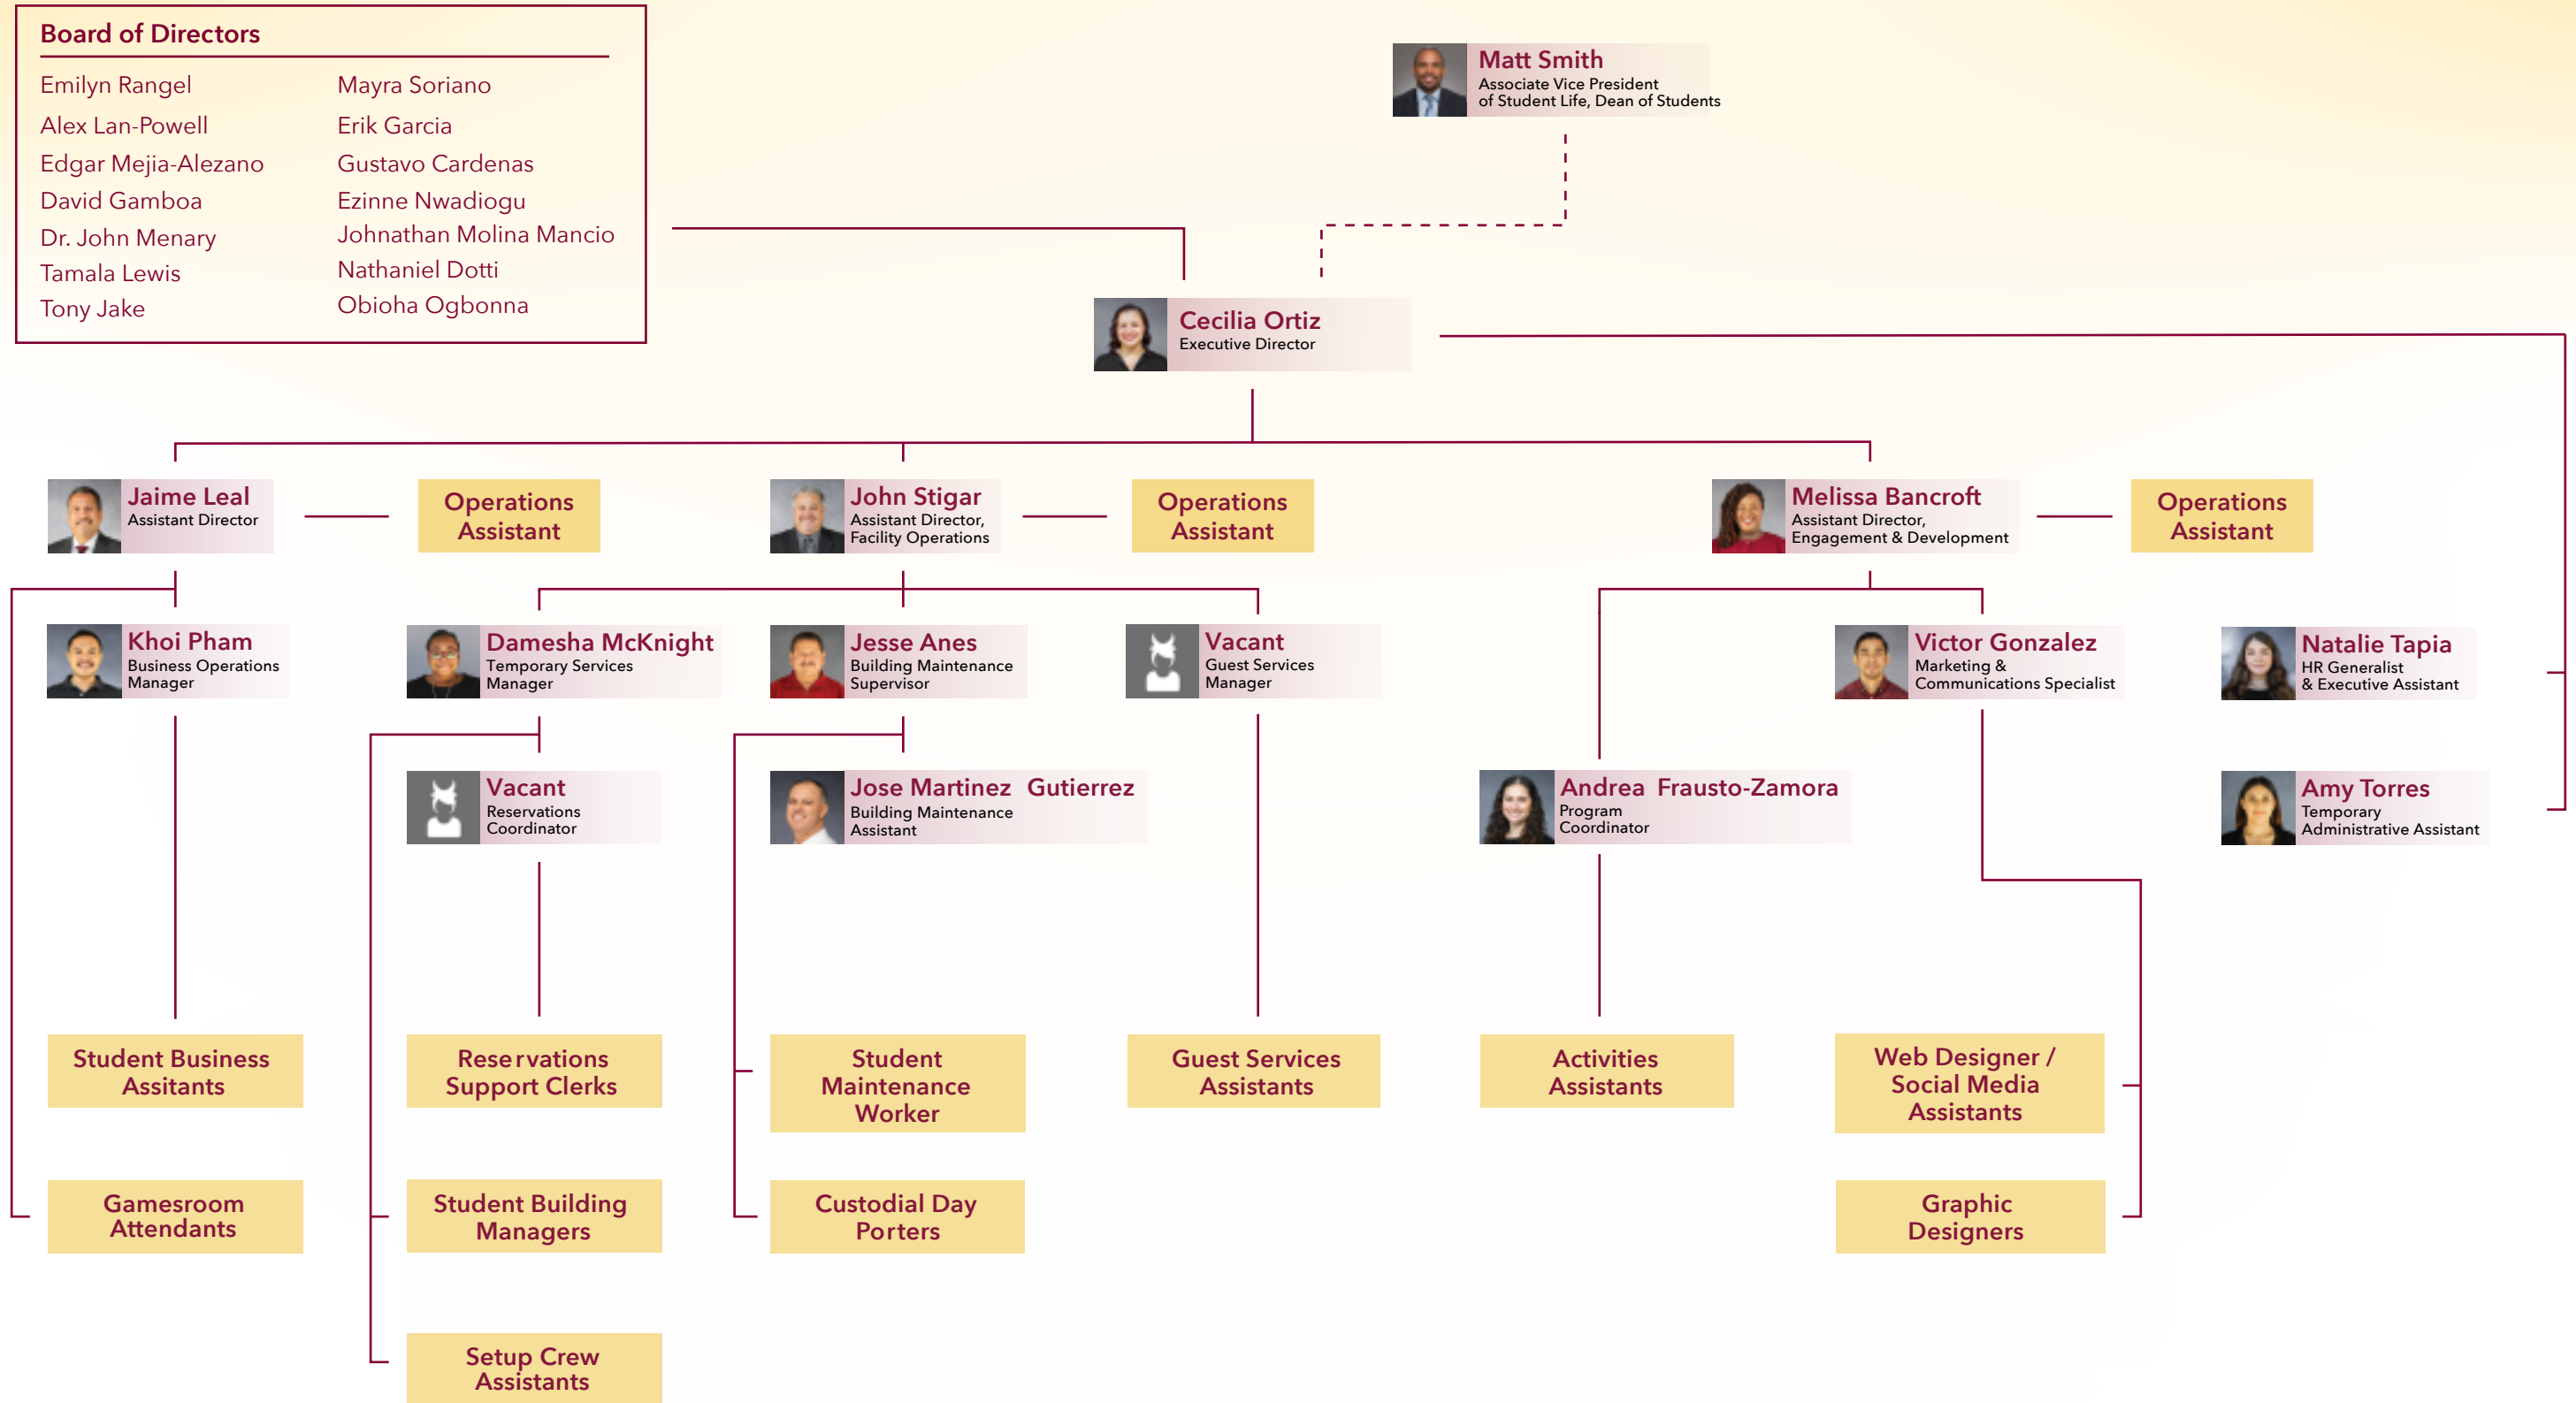 Board of Directors
Emilyn Rangel
Alex Lan-Powell
Edgar Mejia-Alezano
David Gamboa
Dr. John Menary
Tamala Lewis
Tony Jake
Mayra Soriano
Erik Garcia
Gustavo Cardenas
Ezinne Nwadiogu
Johnathan Molina Mancio
Nathaniel Dotti
Obioha Ogbonna
Matt Smith
Associate Vice President
of Student Life, Dean of Students
Cecilia Ortiz
Executive Director
Jaime Leal
Assistant Director
Operations
Assistant
John Stigar
Assistant Director,
Facility Operations
Operations
Assistant
Melissa Bancroft
Assistant Director,
Engagement & Development
Operations
Assistant
Khoi Pham
Business Operations
Manager
Damesha McKnight
Temporary Services
Manager
Jesse Anes
Building Maintenance
Supervisor
Vacant
Guest Services
Manager
Victor Gonzalez
Marketing &
Communications Specialist
Natalie Tapia
HR Generalist
& Executive Assistant
Vacant
Reservations
Coordinator
Jose Martinez Gutierrez
Building Maintenance
Assistant
Andrea Frausto-Zamora
Program
Coordinator
Amy Torres
Temporary
Administrative Assistant
Student Business
Assitants
Reservations
Support Clerks
Student
Maintenance
Worker
Guest Services
Assistants
Activities
Assistants
Web Designer /
Social Media
Assistants
Gamesroom
Attendants
Student Building
Managers
Custodial Day
Porters
Graphic
Designers
Setup Crew
Assistants